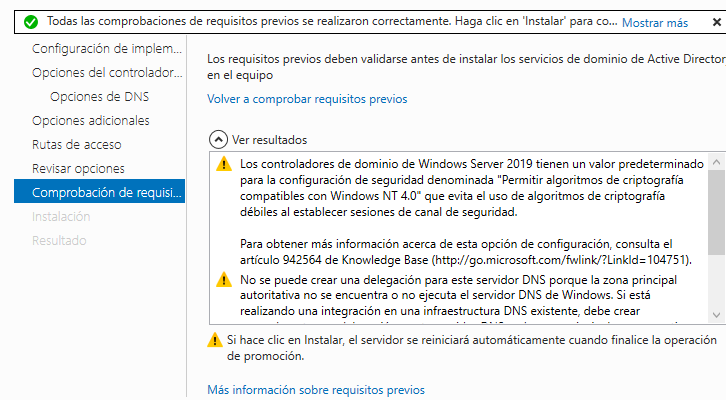 Todas las comprobaciones de requisitos previos se realizaron correctamente. Haga clic en 'Instalar' para co... Mostrar más
Configuración de implem...
Opciones del controlador...
Opciones de DNS
Opciones adicionales
Rutas de acceso
Revisar opciones
Comprobación de requisi...
Instalación
Resultado
Los requisitos previos deben validarse antes de instalar los servicios de dominio de Active Director
en el equipo
Volver a comprobar requisitos previos
Ver resultados
Los controladores de dominio de Windows Server 2019 tienen un valor predeterminado
para la configuración de seguridad denominada "Permitir algoritmos de criptografía
compatibles con Windows NT 4.0" que evita el uso de algoritmos de criptografía
débiles al establecer sesiones de canal de seguridad.
Para obtener más información acerca de esta opción de configuración, consulta el
artículo 942564 de Knowledge Base (http://go.microsoft.com/fwlink/?LinkId=104751).
No se puede crear una delegación para este servidor DNS porque la zona principal
autoritativa no se encuentra o no ejecuta el servidor DNS de Windows. Si está
realizando una integración en una infraestructura DNS existente, debe crear
Si hace clic en Instalar, el servidor se reiniciará automáticamente cuando finalice la operación
de promoción.
Más información sobre requisitos previos